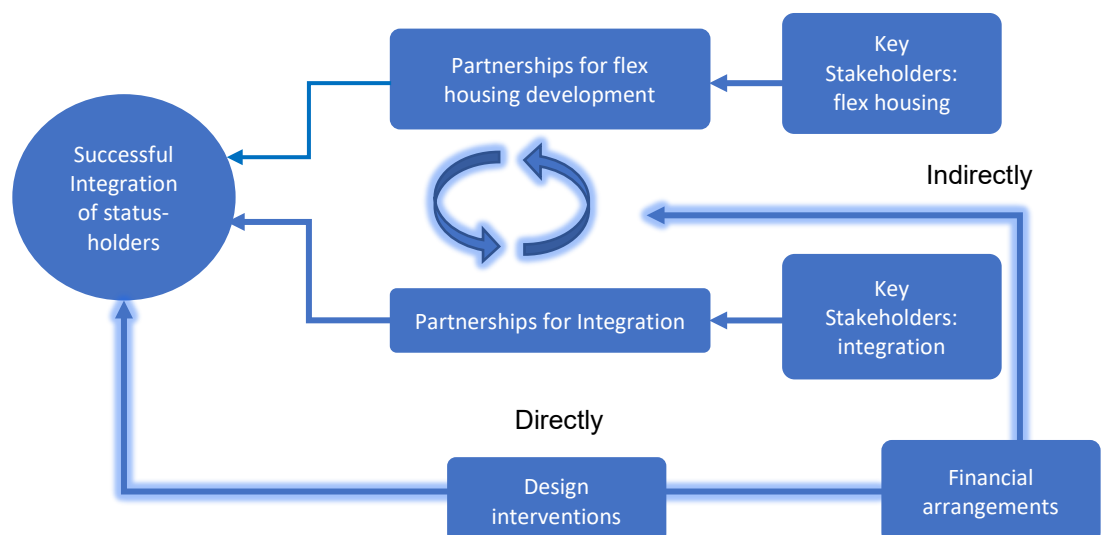 Partnerships for flex
housing development
Key
Stakeholders:
flex housing
Successful
Integration
of status-
holders
Indirectly
Partnerships for Integration
Key
Stakeholders:
integration
Directly
Design
interventions
Financial
arrangements